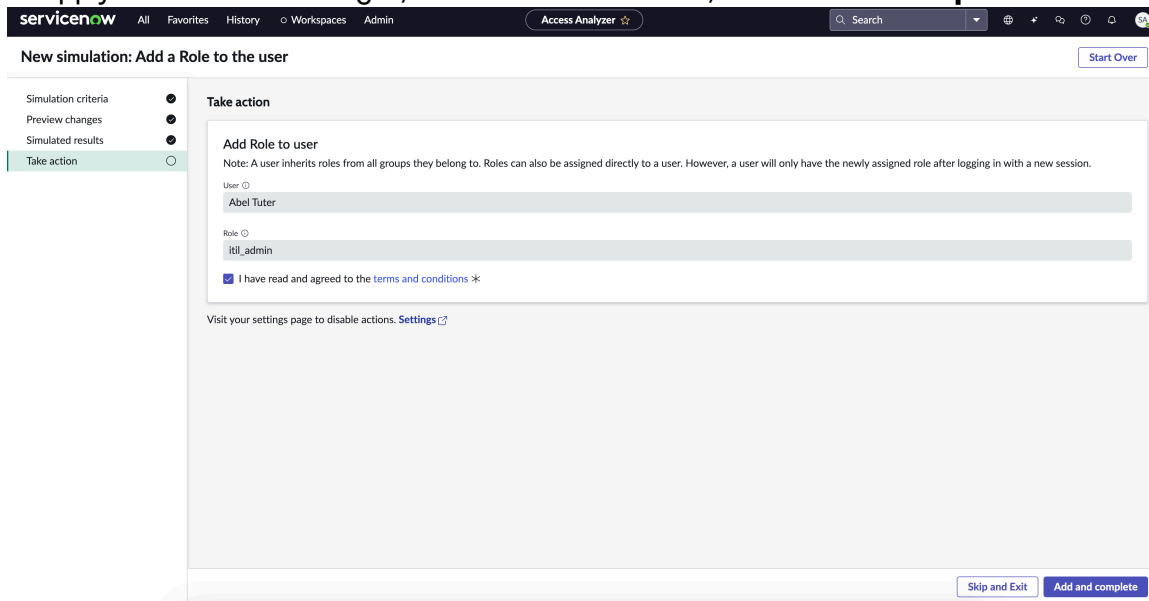 servicenow All Favorites History Workspaces Admin Access Analyzer Search SA
New simulation: Add a Role to the user Start Over
Simulation criteria
Preview changes
Simulated results
Take action
Take action
Add Role to user
Note: A user inherits roles from all groups they belong to. Roles can also be assigned directly to a user. However, a user will only have the newly assigned role after logging in with a new session.
User
Abel Tuter
Role
itil_admin
I have read and agreed to the terms and conditions *
Visit your settings page to disable actions. Settings
Skip and Exit Add and complete